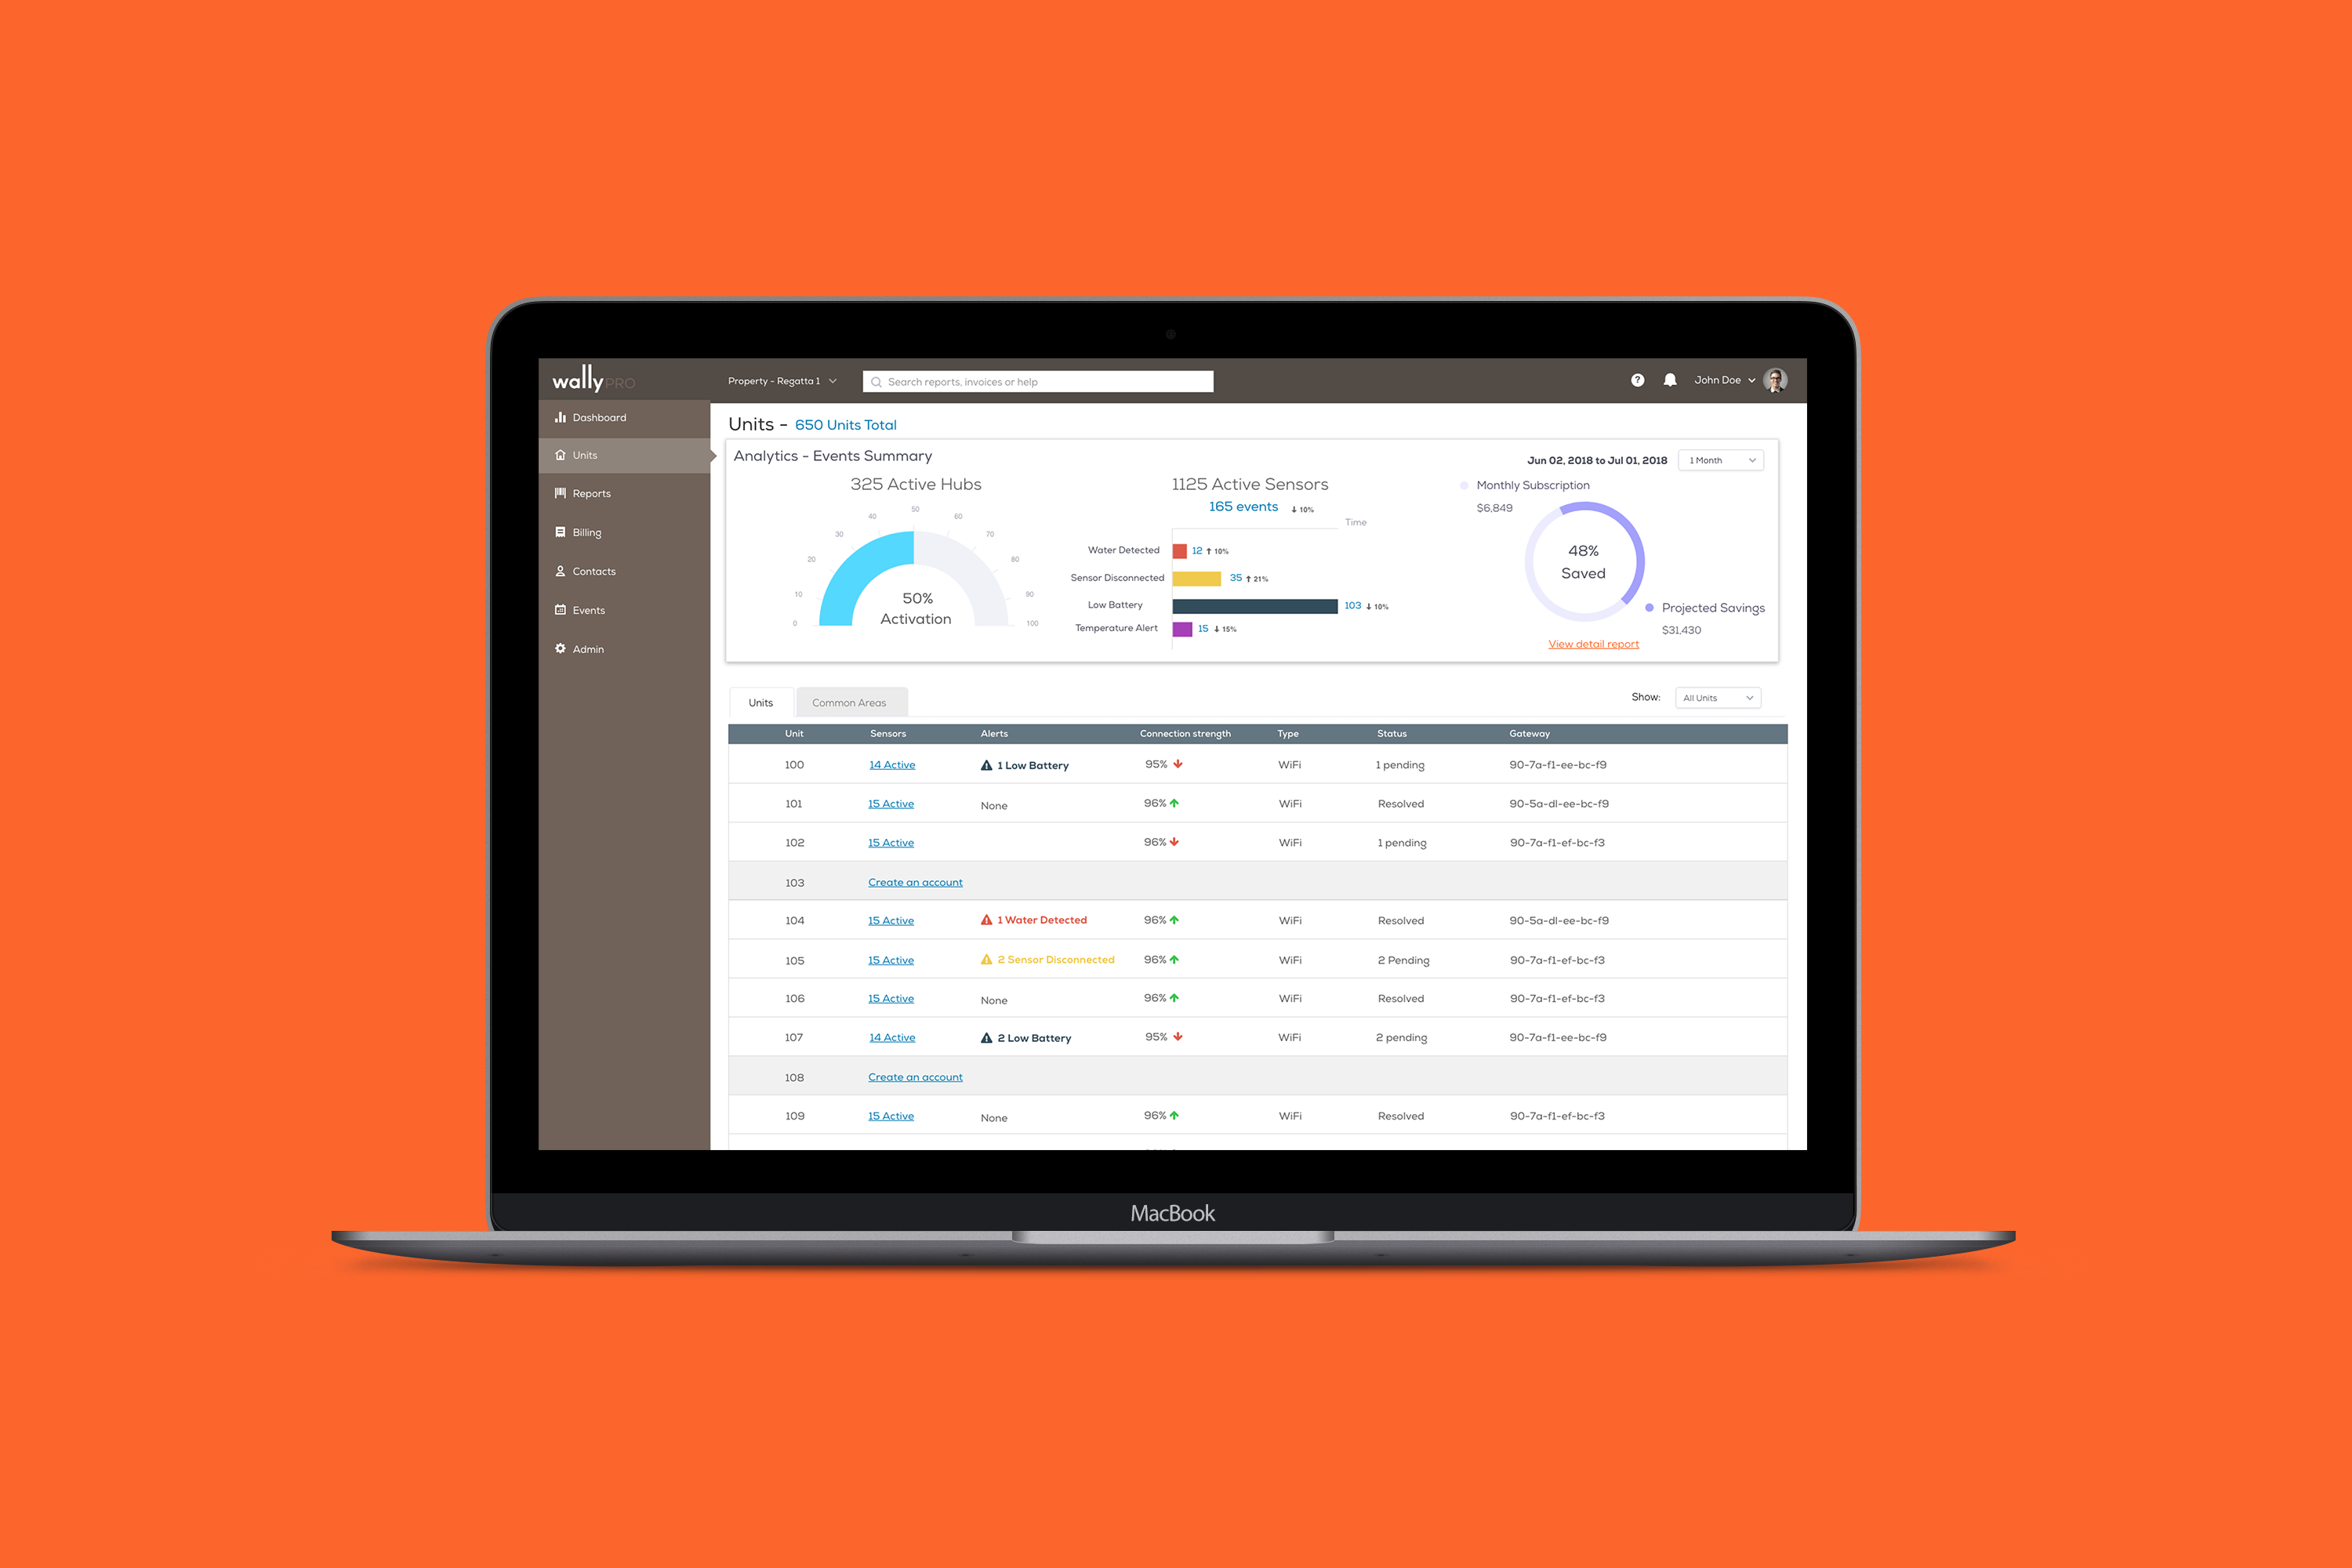 wallyPRO
Property - Regatta 1
Search reports, invoices or help
?
John Doe
Dashboard
Units
Reports
Billing
Contacts
Events
Admin
Units - 650 Units Total
Analytics - Events Summary
Jun 02, 2018 to Jul 01, 2018
1 Month
325 Active Hubs
0
10
20
30
40
50
60
70
80
90
100
50%
Activation
1125 Active Sensors
165 events ↓ 10%
Time
Water Detected 12 ↑ 10%
Sensor Disconnected 35 ↑ 21%
Low Battery 103 ↓ 10%
Temperature Alert 15 ↓ 15%
Monthly Subscription
$6,849
48%
Saved
Projected Savings
$31,430
View detail report
Units
Common Areas
Show: All Units
Unit Sensors Alerts Connection strength Type Status Gateway
100 14 Active 1 Low Battery 95% ↓ WiFi 1 pending 90-7a-f1-ee-bc-f9
101 15 Active None 96% ↑ WiFi Resolved 90-5a-dl-ee-bc-f9
102 15 Active 96% ↓ WiFi 1 pending 90-7a-f1-ef-bc-f3
103 Create an account
104 15 Active 1 Water Detected 96% ↑ WiFi Resolved 90-5a-dl-ee-bc-f9
105 15 Active 2 Sensor Disconnected 96% ↑ WiFi 2 Pending 90-7a-f1-ef-bc-f3
106 15 Active None 96% ↑ WiFi Resolved 90-7a-f1-ef-bc-f3
107 14 Active 2 Low Battery 95% ↓ WiFi 2 pending 90-7a-f1-ee-bc-f9
108 Create an account
109 15 Active None 96% ↑ WiFi Resolved 90-7a-f1-ef-bc-f3
MacBook